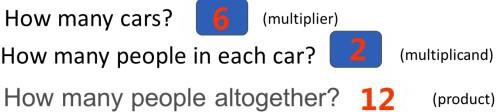 How many cars? 6 (multiplier)
How many people in each car? 2 (multiplicand)
How many people altogether? 12 (product)